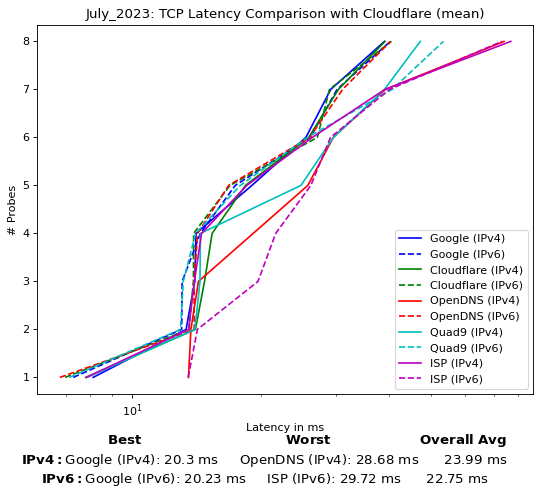 July_2023: TCP Latency Comparison with Cloudflare (mean)
8
7
6
5
4
3
2
1
# Probes
Google (IPv4)
Google (IPv6)
Cloudflare (IPv4)
Cloudflare (IPv6)
OpenDNS (IPv4)
OpenDNS (IPv6)
Quad9 (IPv4)
Quad9 (IPv6)
ISP (IPv4)
ISP (IPv6)
10¹
Latency in ms
Best Worst Overall Avg
IPv4: Google (IPv4): 20.3 ms OpenDNS (IPv4): 28.68 ms 23.99 ms
IPv6: Google (IPv6): 20.23 ms ISP (IPv6): 29.72 ms 22.75 ms